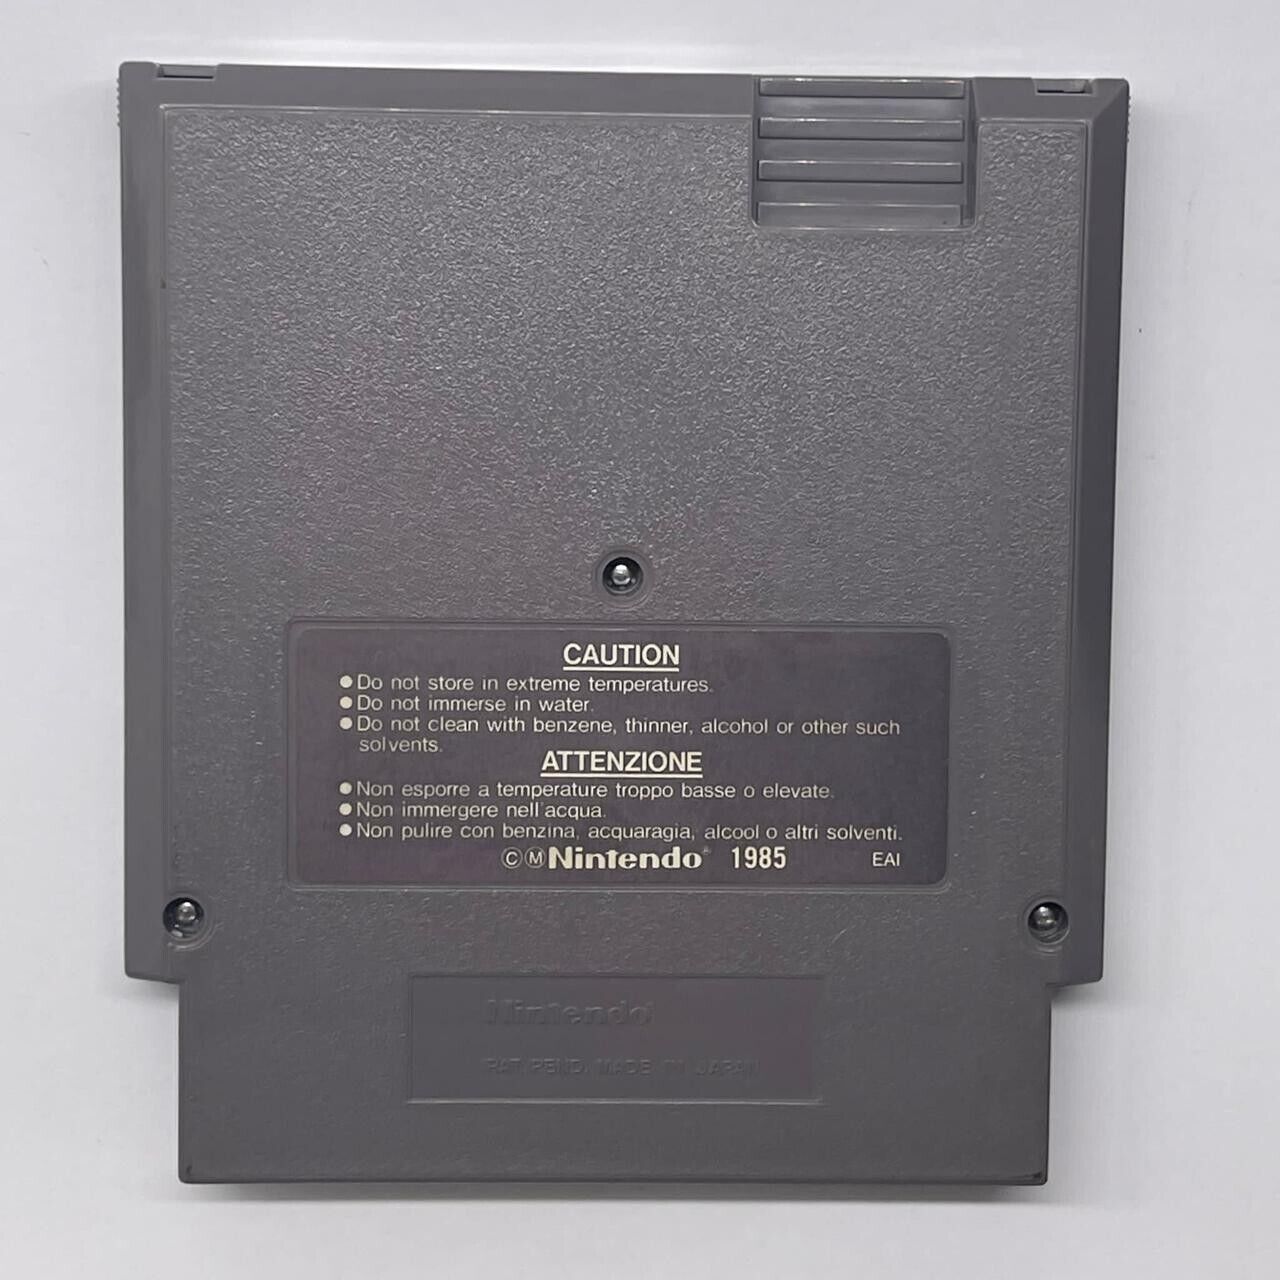 CAUTION
●Do not store in extreme temperatures.
●Do not immerse in water.
●Do not clean with benzene, thinner, alcohol or other such
solvents.
ATTENZIONE
●Non esporre a temperature troppo basse o elevate.
●Non immergere nell'acqua.
●Non pulire con benzina, acquaragia, alcool o altri solventi.
©ⓂNintendo® 1985 EAI
Nintendo
PAT. PEND. MADE IN JAPAN